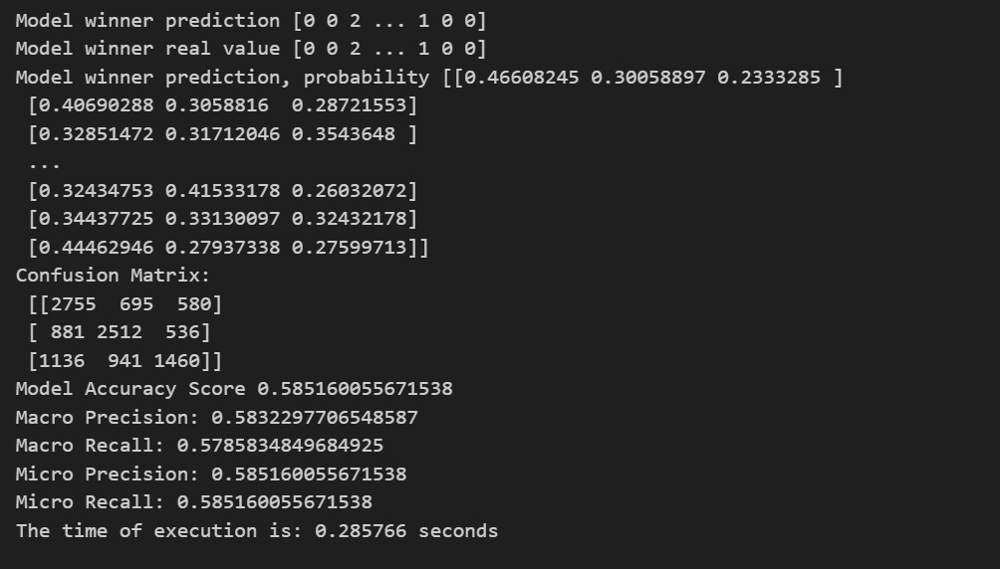 Model winner prediction [0 0 2 ... 1 0 0]
Model winner real value [0 0 2 ... 1 0 0]
Model winner prediction, probability [[0.46608245 0.30058897 0.2333285 ]
 [0.40690288 0.3058816  0.28721553]
 [0.32851472 0.31712046 0.3543648 ]
 ...
 [0.32434753 0.41533178 0.26032072]
 [0.34437725 0.33130097 0.32432178]
 [0.44462946 0.27937338 0.27599713]]
Confusion Matrix:
 [[2755  695  580]
 [ 881 2512  536]
 [1136  941 1460]]
Model Accuracy Score 0.585160055671538
Macro Precision: 0.5832297706548587
Macro Recall: 0.5785834849684925
Micro Precision: 0.585160055671538
Micro Recall: 0.585160055671538
The time of execution is: 0.285766 seconds